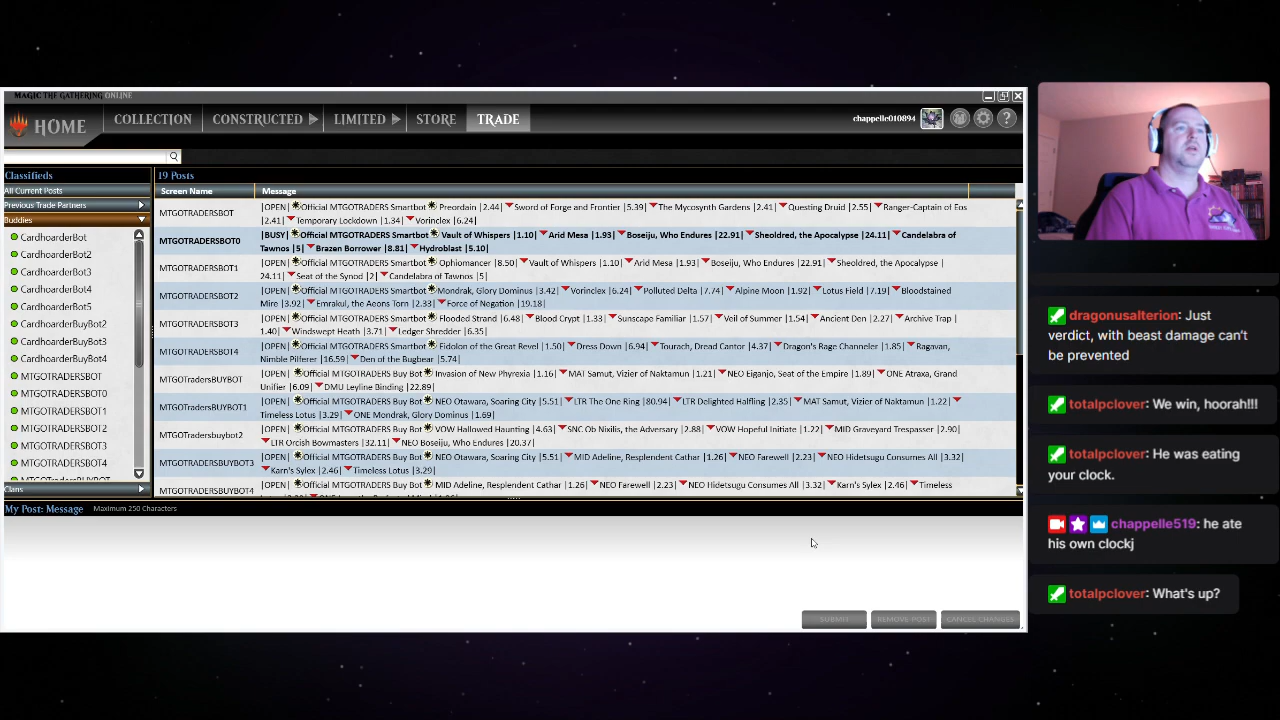 MAGIC THE GATHERING ONLINE
HOME
COLLECTION
CONSTRUCTED
LIMITED
STORE
TRADE
chappelle010894
?
Classifieds
All Current Posts
Previous Trade Partners
Buddies
CardhoarderBot
CardhoarderBot2
CardhoarderBot3
CardhoarderBot4
CardhoarderBot5
CardhoarderBuyBot2
CardhoarderBuyBot3
CardhoarderBuyBot4
MTGOTRADERSBOT
MTGOTRADERSBOT0
MTGOTRADERSBOT1
MTGOTRADERSBOT2
MTGOTRADERSBOT3
MTGOTRADERSBOT4
MTGOTradersBUYBOT
Clans
19 Posts
Screen Name
Message
MTGOTRADERSBOT
|OPEN| Official MTGOTRADERS Smartbot Preordain |2.44| Sword of Forge and Frontier |5.39| The Mycosynth Gardens |2.41| Questing Druid |2.55| Ranger-Captain of Eos
|2.41| Temporary Lockdown |1.34| Vorinclex |6.24|
MTGOTRADERSBOT0
|BUSY| Official MTGOTRADERS Smartbot Vault of Whispers |1.10| Arid Mesa |1.93| Boseiju, Who Endures |22.91| Sheoldred, the Apocalypse |24.11| Candelabra of
Tawnos |5| Brazen Borrower |8.81| Hydroblast |5.10|
MTGOTRADERSBOT1
|OPEN| Official MTGOTRADERS Smartbot Ophiomancer |8.50| Vault of Whispers |1.10| Arid Mesa |1.93| Boseiju, Who Endures |22.91| Sheoldred, the Apocalypse |
24.11| Seat of the Synod |2| Candelabra of Tawnos |5|
MTGOTRADERSBOT2
|OPEN| Official MTGOTRADERS Smartbot Mondrak, Glory Dominus |3.42| Vorinclex |6.24| Polluted Delta |7.74| Alpine Moon |1.92| Lotus Field |7.19| Bloodstained
Mire |3.92| Emrakul, the Aeons Torn |2.33| Force of Negation |19.18|
MTGOTRADERSBOT3
|OPEN| Official MTGOTRADERS Smartbot Flooded Strand |6.48| Blood Crypt |1.33| Sunscape Familiar |1.57| Veil of Summer |1.54| Ancient Den |2.27| Archive Trap |
1.40| Windswept Heath |3.71| Ledger Shredder |6.35|
MTGOTRADERSBOT4
|OPEN| Official MTGOTRADERS Smartbot Eidolon of the Great Revel |1.50| Dress Down |6.94| Tourach, Dread Cantor |4.37| Dragon's Rage Channeler |1.85| Ragavan,
Nimble Pilferer |16.59| Den of the Bugbear |5.74|
MTGOTradersBUYBOT
|OPEN| Official MTGOTRADERS Buy Bot Invasion of New Phyrexia |1.16| MAT Samut, Vizier of Naktamun |1.21| NEO Eiganjo, Seat of the Empire |1.89| ONE Atraxa, Grand
Unifier |6.09| DMU Leyline Binding |22.89|
MTGOTradersBUYBOT1
|OPEN| Official MTGOTRADERS Buy Bot NEO Otawara, Soaring City |5.51| LTR The One Ring |80.94| LTR Delighted Halfling |2.35| MAT Samut, Vizier of Naktamun |1.22|
Timeless Lotus |3.29| ONE Mondrak, Glory Dominus |1.69|
MTGOTradersbuybot2
|OPEN| Official MTGOTRADERS Buy Bot VOW Hallowed Haunting |4.63| SNC Ob Nixilis, the Adversary |2.88| VOW Hopeful Initiate |1.22| MID Graveyard Trespasser |2.90|
LTR Orcish Bowmasters |32.11| NEO Boseiju, Who Endures |20.37|
MTGOTRADERSBUYBOT3
|OPEN| Official MTGOTRADERS Buy Bot NEO Otawara, Soaring City |5.51| MID Adeline, Resplendent Cathar |1.26| NEO Farewell |2.23| NEO Hidetsugu Consumes All |3.32|
Karn's Sylex |2.46| Timeless Lotus |3.29|
MTGOTRADERSBUYBOT4
|OPEN| Official MTGOTRADERS Buy Bot MID Adeline, Resplendent Cathar |1.26| NEO Farewell |2.23| NEO Hidetsugu Consumes All |3.32| Karn's Sylex |2.46| Timeless
My Post: Message
Maximum 250 Characters
SUBMIT
REMOVE POST
CANCEL CHANGES
dragonusalterion: Just
verdict, with beast damage can't
be prevented
totalpclover: We win, hoorah!!!
totalpclover: He was eating
your clock.
chappelle519: he ate
his own clockj
totalpclover: What's up?